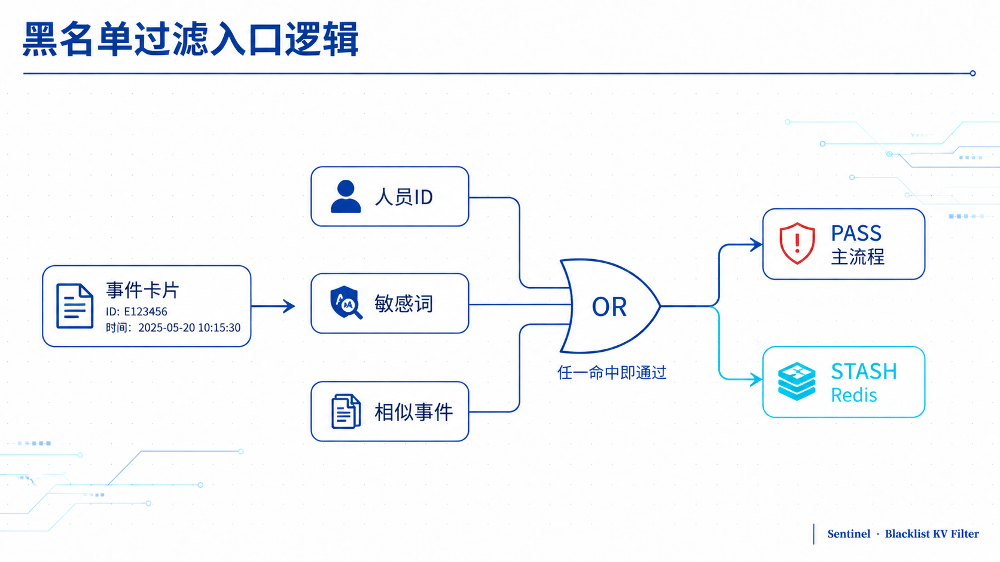 黑名单过滤入口逻辑
人员ID
事件卡片
ID: E123456
时间：2025-05-20 10:15:30
敏感词
相似事件
OR
任一命中即通过
PASS
主流程
STASH
Redis
Sentinel · Blacklist KV Filter